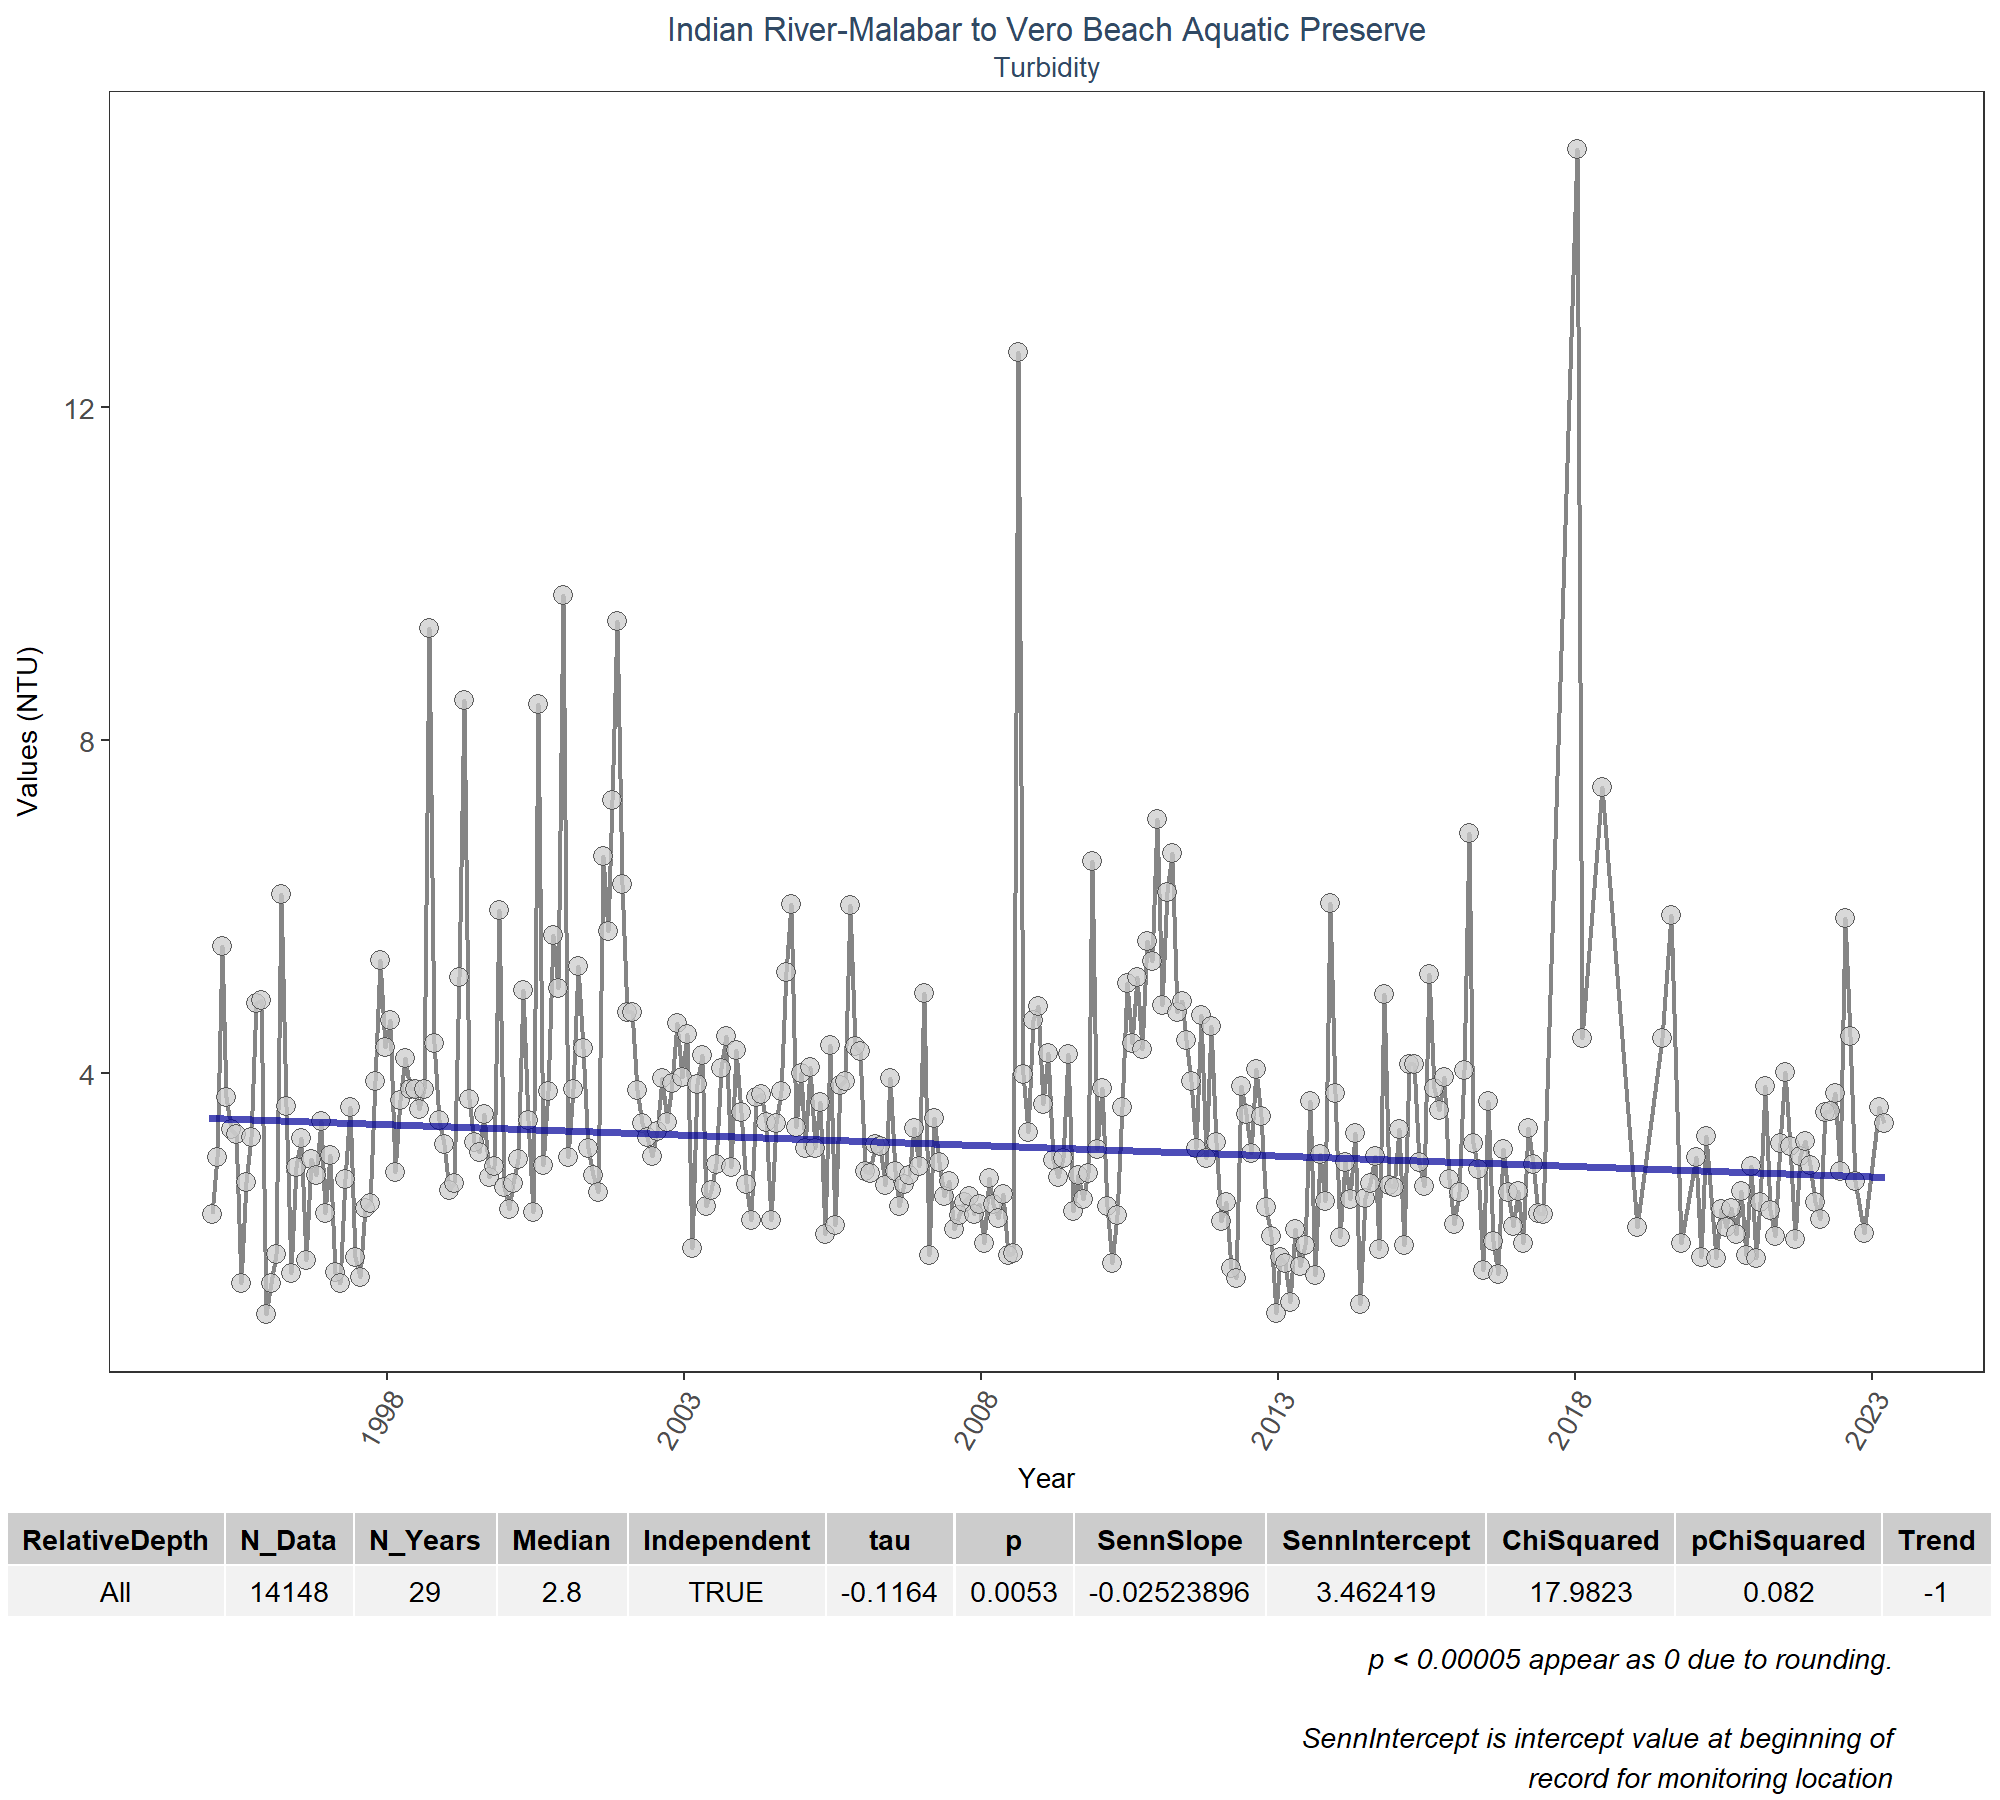 Indian River-Malabar to Vero Beach Aquatic Preserve
Turbidity
Values (NTU)
12
8
4
1998 2003 2008 2013 2018 2023
Year
RelativeDepth N_Data N_Years Median Independent tau p SennSlope SennIntercept ChiSquared pChiSquared Trend
All 14148 29 2.8 TRUE -0.1164 0.0053 -0.02523896 3.462419 17.9823 0.082 -1
p < 0.00005 appear as 0 due to rounding.
SennIntercept is intercept value at beginning of
record for monitoring location